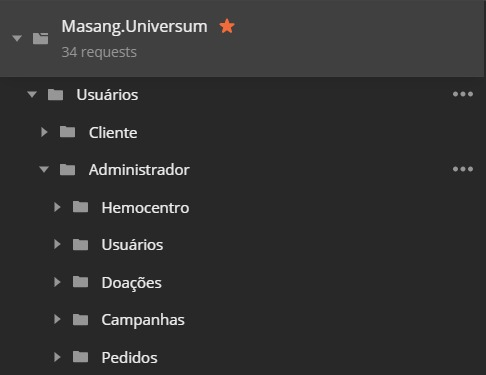 Masang.Universum
34 requests
Usuários
Cliente
Administrador
Hemocentro
Usuários
Doações
Campanhas
Pedidos